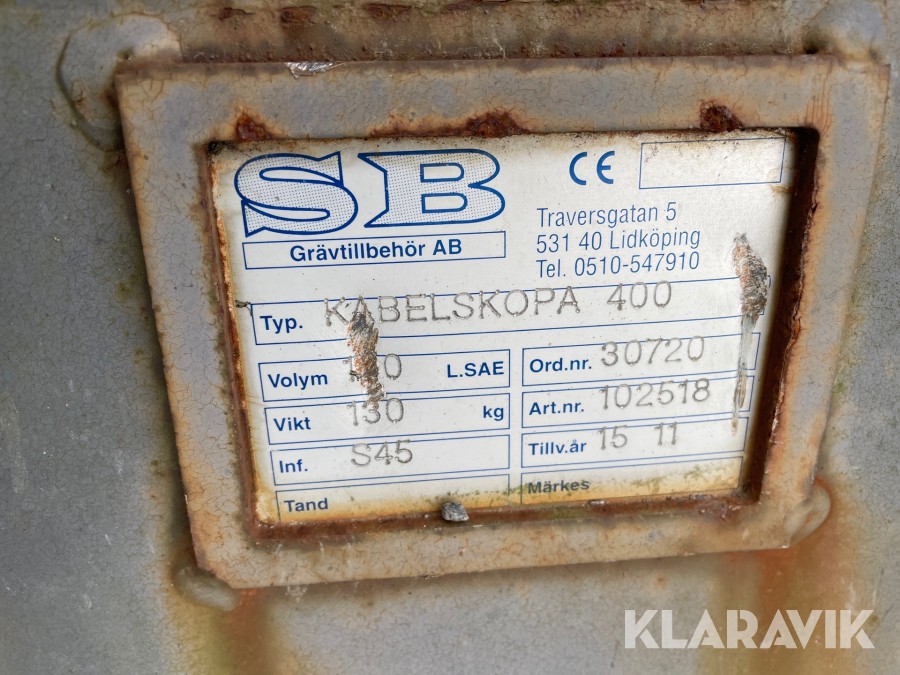 SB
Grävtillbehör AB
CE
Traversgatan 5
531 40 Lidköping
Tel. 0510-547910
Typ. KABELSKOPA 400
Volym L.SAE
Vikt 130 kg
Inf. S45
Tand
Ord.nr. 30720
Art.nr. 102518
Tillv.år 15 11
Märkes
KLARAVIK